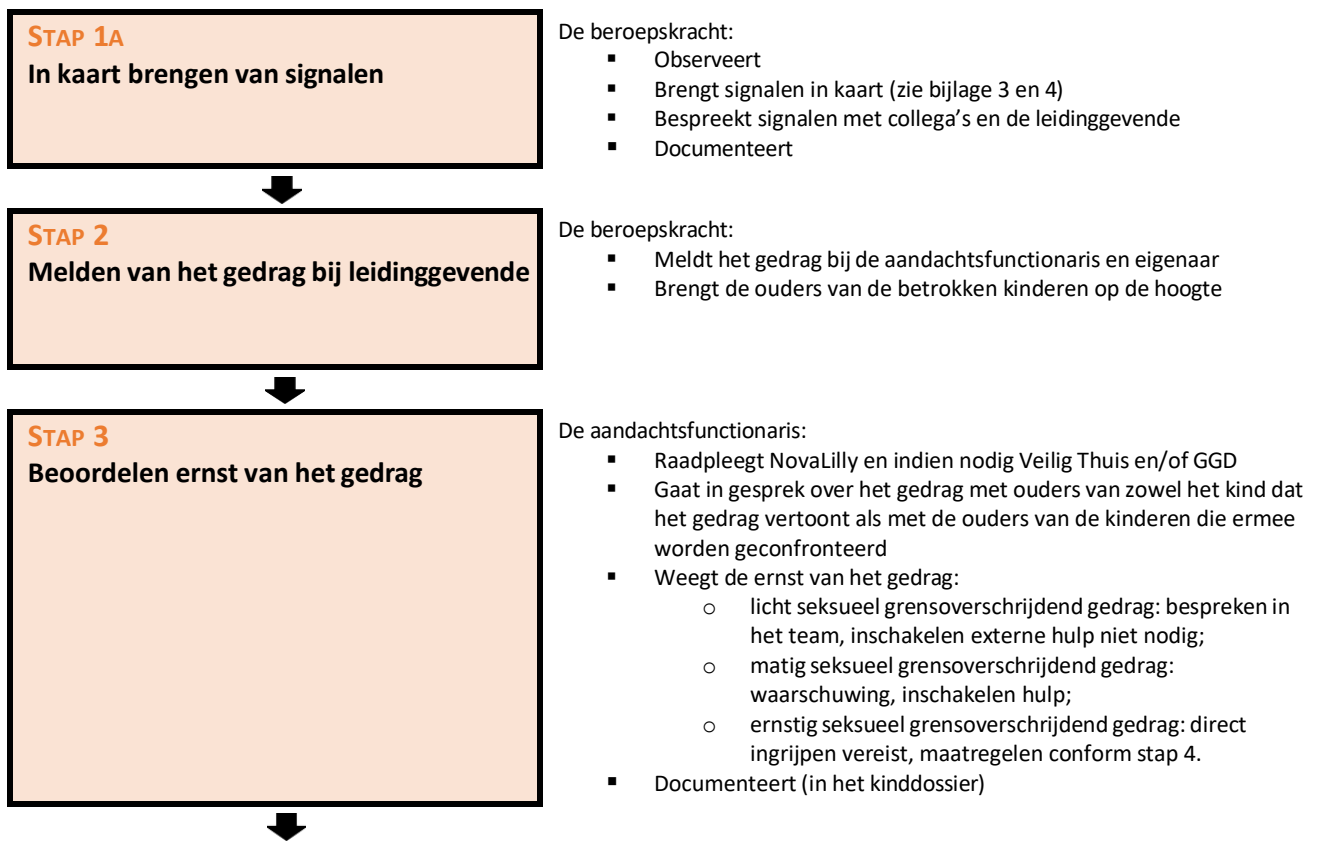 STAP 1A
In kaart brengen van signalen
De beroepskracht:
▪ Observeert
▪ Brengt signalen in kaart (zie bijlage 3 en 4)
▪ Bespreekt signalen met collega’s en de leidinggevende
▪ Documenteert
STAP 2
Melden van het gedrag bij leidinggevende
De beroepskracht:
▪ Meldt het gedrag bij de aandachtsfunctionaris en eigenaar
▪ Brengt de ouders van de betrokken kinderen op de hoogte
STAP 3
Beoordelen ernst van het gedrag
De aandachtsfunctionaris:
▪ Raadpleegt NovaLilly en indien nodig Veilig Thuis en/of GGD
▪ Gaat in gesprek over het gedrag met ouders van zowel het kind dat
het gedrag vertoont als met de ouders van de kinderen die ermee
worden geconfronteerd
▪ Weegt de ernst van het gedrag:
o licht seksueel grensoverschrijdend gedrag: bespreken in
het team, inschakelen externe hulp niet nodig;
o matig seksueel grensoverschrijdend gedrag:
waarschuwing, inschakelen hulp;
o ernstig seksueel grensoverschrijdend gedrag: direct
ingrijpen vereist, maatregelen conform stap 4.
▪ Documenteert (in het kinddossier)